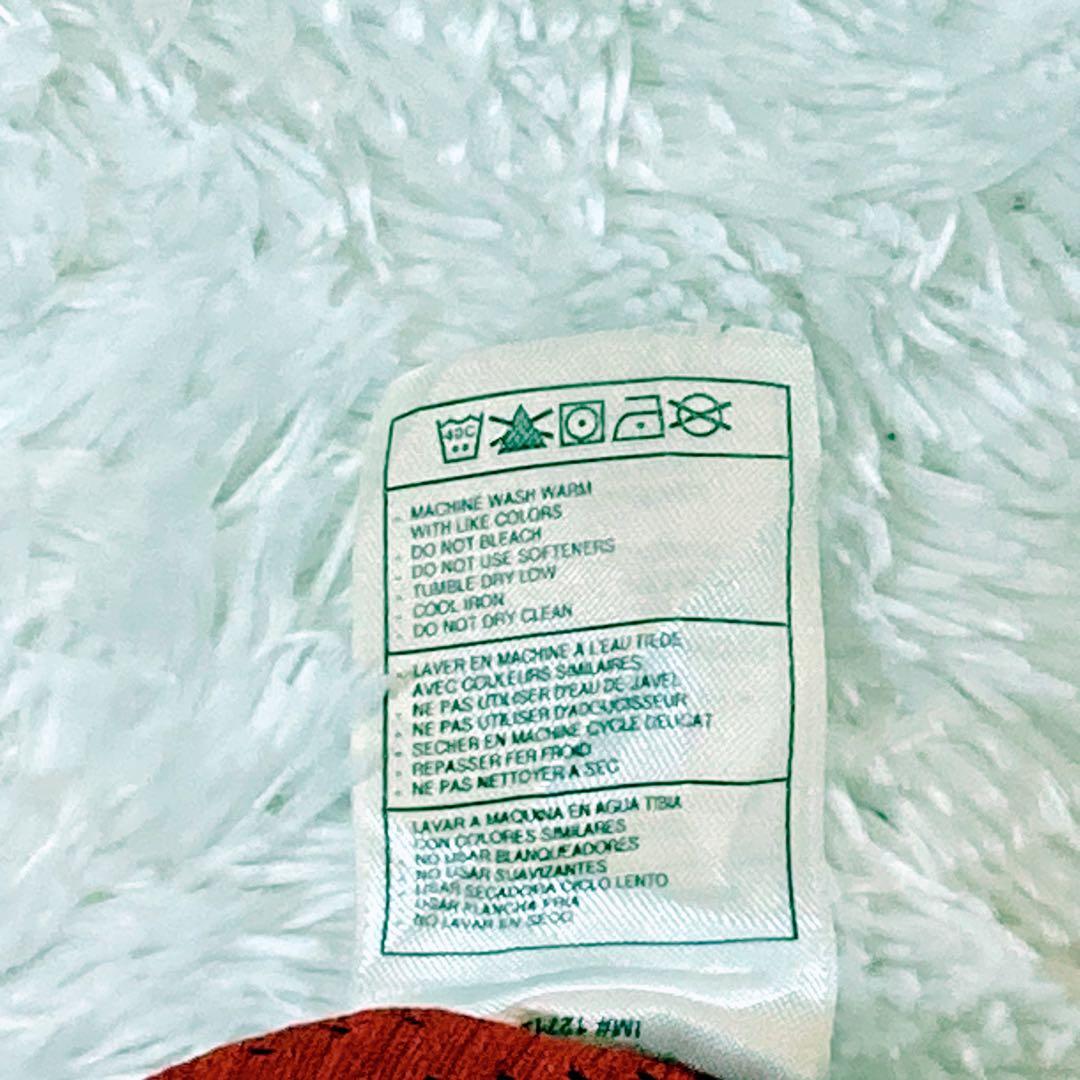 40C
- MACHINE WASH WARM
WITH LIKE COLORS
- DO NOT BLEACH
- DO NOT USE SOFTENERS
- TUMBLE DRY LOW
- COOL IRON
- DO NOT DRY CLEAN
- LAVER EN MACHINE A L'EAU TIEDE
AVEC COULEURS SIMILAIRES
- NE PAS UTILISER D'EAU DE JAVEL
- NE PAS UTILISER D'ADOUCISSEUR
- SECHER EN MACHINE CYCLE DELICAT
- REPASSER FER FROID
- NE PAS NETTOYER A SEC
- LAVAR A MAQUINA EN AGUA TIBIA
CON COLORES SIMILARES
- NO USAR BLANQUEADORES
- NO USAR SUAVIZANTES
- USAR SECADORA CICLO LENTO
- USAR PLANCHA FRIA
- NO LAVAR EN SECO
IM#